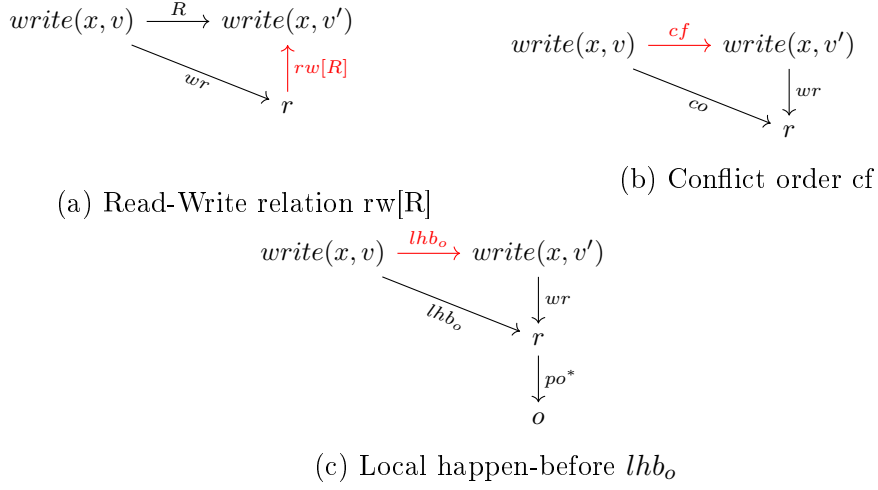 write(x, v) R write(x, v′)
wr
rw[R]
r
(a) Read-Write relation rw[R]
write(x, v) cf write(x, v′)
co
wr
r
(b) Conflict order cf
write(x, v) lhb_o write(x, v′)
lhb_o
wr
r
po*
o
(c) Local happen-before lhb_o